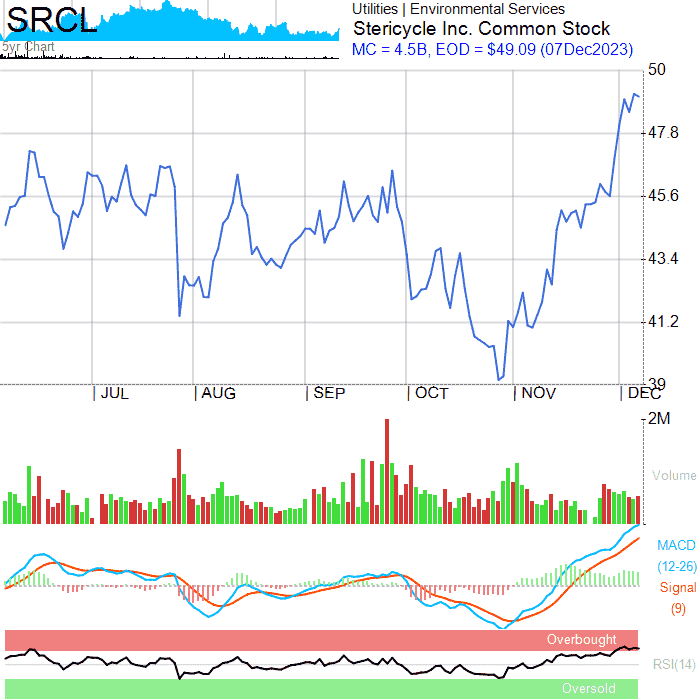 SRCL
5yr Chart
Utilities | Environmental Services
Stericycle Inc. Common Stock
MC = 4.5B, EOD = $49.09 (07Dec2023)
50
47.8
45.6
43.4
41.2
39
JUL AUG SEP OCT NOV DEC
2M
Volume
MACD
(12-26)
Signal
(9)
Overbought
RSI(14)
Oversold